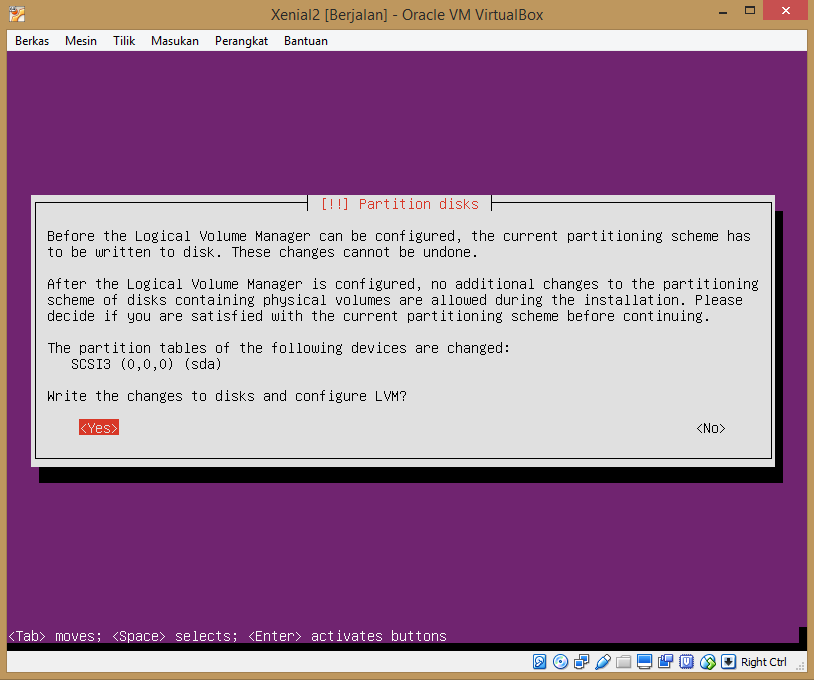 Xenial2 [Berjalan] - Oracle VM VirtualBox
Berkas Mesin Tilik Masukan Perangkat Bantuan
[!!] Partition disks
Before the Logical Volume Manager can be configured, the current partitioning scheme has
to be written to disk. These changes cannot be undone.
After the Logical Volume Manager is configured, no additional changes to the partitioning
scheme of disks containing physical volumes are allowed during the installation. Please
decide if you are satisfied with the current partitioning scheme before continuing.
The partition tables of the following devices are changed:
SCSI3 (0,0,0) (sda)
Write the changes to disks and configure LVM?
<Yes> <No>
<Tab> moves; <Space> selects; <Enter> activates buttons
Right Ctrl